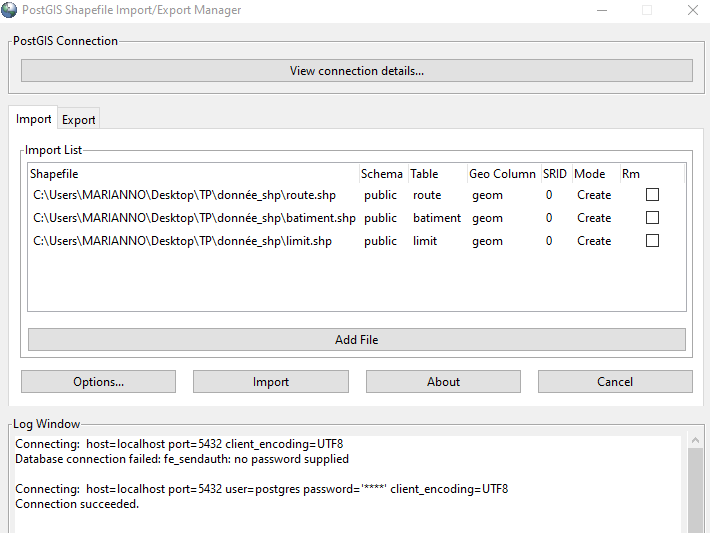 PostGIS Shapefile Import/Export Manager
PostGIS Connection
View connection details...
Import Export
Import List
Shapefile Schema Table Geo Column SRID Mode Rm
C:\Users\MARIANNO\Desktop\TP\donnée_shp\route.shp public route geom 0 Create
C:\Users\MARIANNO\Desktop\TP\donnée_shp\batiment.shp public batiment geom 0 Create
C:\Users\MARIANNO\Desktop\TP\donnée_shp\limit.shp public limit geom 0 Create
Add File
Options... Import About Cancel
Log Window
Connecting: host=localhost port=5432 client_encoding=UTF8
Database connection failed: fe_sendauth: no password supplied
Connecting: host=localhost port=5432 user=postgres password='****' client_encoding=UTF8
Connection succeeded.